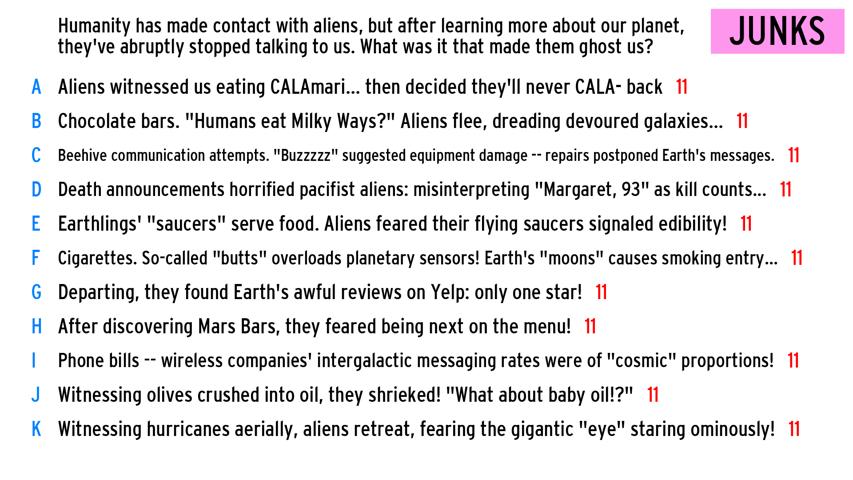 Humanity has made contact with aliens, but after learning more about our planet,
they've abruptly stopped talking to us. What was it that made them ghost us?
JUNKS
A Aliens witnessed us eating CALAmari... then decided they'll never CALA- back 11
B Chocolate bars. "Humans eat Milky Ways?" Aliens flee, dreading devoured galaxies... 11
C Beehive communication attempts. "Buzzzzz" suggested equipment damage -- repairs postponed Earth's messages. 11
D Death announcements horrified pacifist aliens: misinterpreting "Margaret, 93" as kill counts... 11
E Earthlings' "saucers" serve food. Aliens feared their flying saucers signaled edibility! 11
F Cigarettes. So-called "butts" overloads planetary sensors! Earth's "moons" causes smoking entry... 11
G Departing, they found Earth's awful reviews on Yelp: only one star! 11
H After discovering Mars Bars, they feared being next on the menu! 11
I Phone bills -- wireless companies' intergalactic messaging rates were of "cosmic" proportions! 11
J Witnessing olives crushed into oil, they shrieked! "What about baby oil!?" 11
K Witnessing hurricanes aerially, aliens retreat, fearing the gigantic "eye" staring ominously! 11